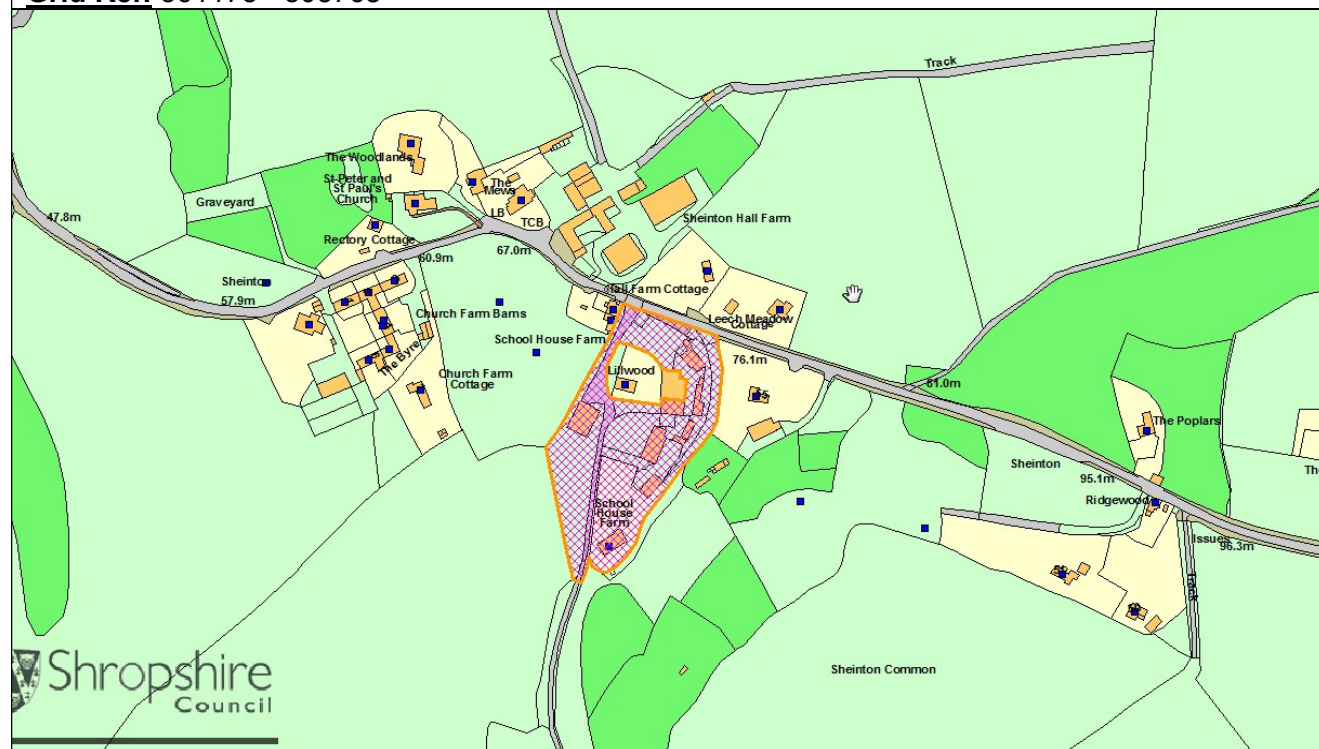 Track
The Woodlands
St Peter and
St Paul's
Church
The
Mews
Graveyard
LB
TCB
Sheinton Hall Farm
47.8m
Rectory Cottage
60.9m
67.0m
Sheinton
57.9m
Hall Farm Cottage
Church Farm Barns
Leech Meadow
Cottage
School House Farm
76.1m
The Byre
Church Farm
Cottage
Lillwood
81.0m
The Poplars
Sheinton
95.1m
Ridgewood
School
House
Farm
Issues
96.3m
Track
Sheinton Common
Shropshire
Council